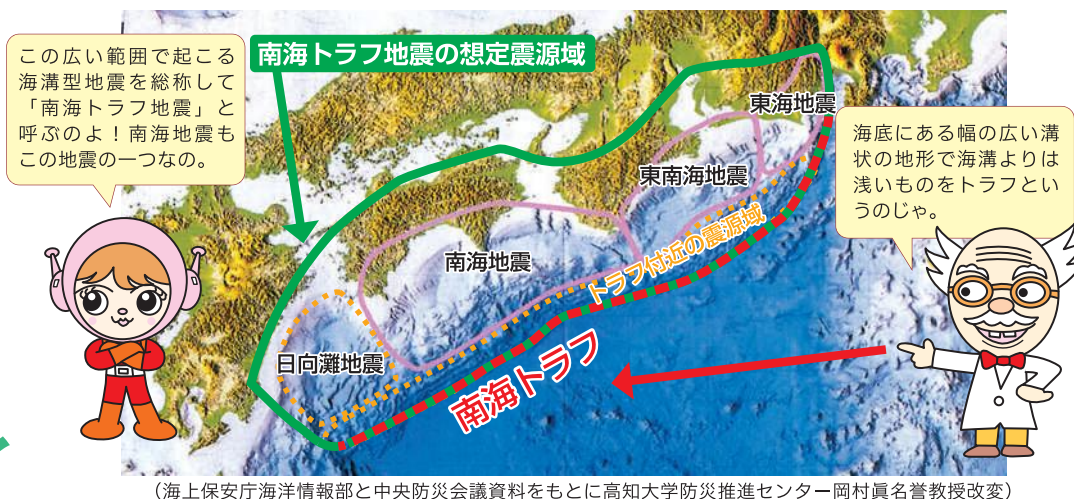 この広い範囲で起こる
海溝型地震を総称して
「南海トラフ地震」と
呼ぶのよ！南海地震も
この地震の一つなの。
南海トラフ地震の想定震源域
東海地震
東南海地震
南海地震
トラフ付近の震源域
日向灘地震
南海トラフ
海底にある幅の広い溝
状の地形で海溝よりは
浅いものをトラフとい
うのじゃ。
（海上保安庁海洋情報部と中央防災会議資料をもとに高知大学防災推進センター岡村眞名誉教授改変）